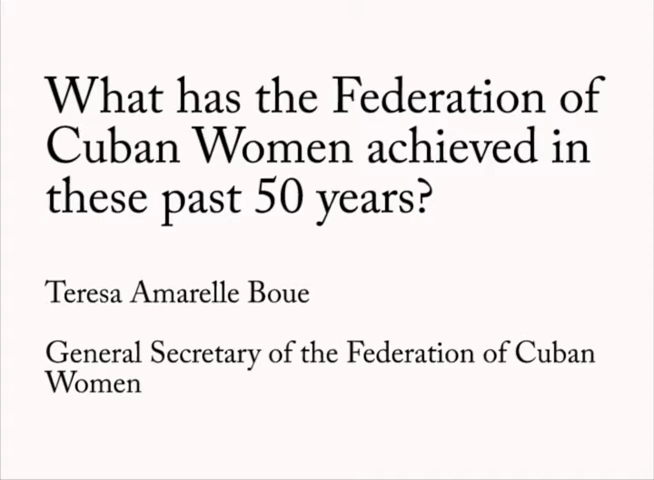 What has the Federation of
Cuban Women achieved in
these past 50 years?
Teresa Amarelle Boue
General Secretary of the Federation of Cuban
Women